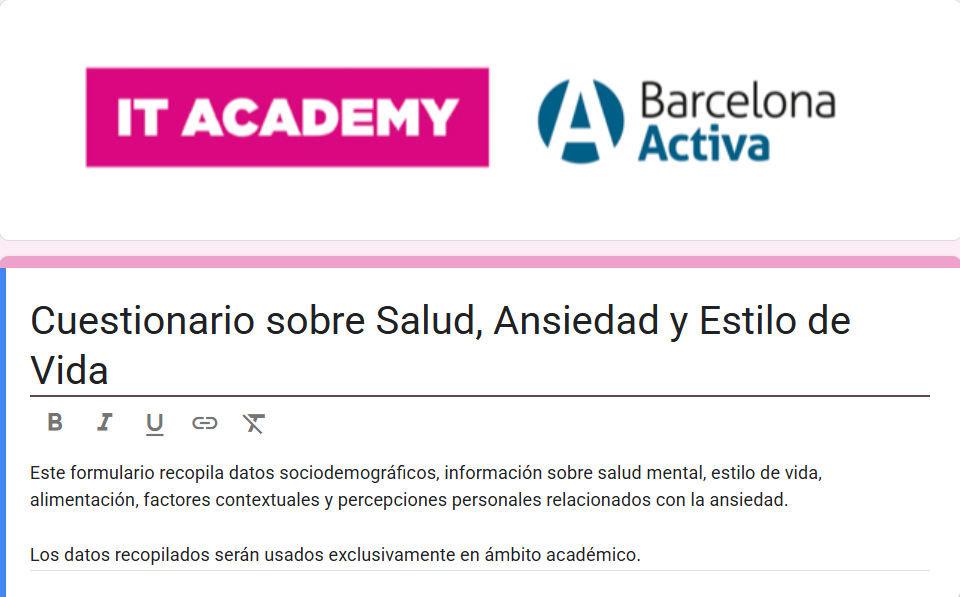 IT ACADEMY
Barcelona
Activa
Cuestionario sobre Salud, Ansiedad y Estilo de
Vida
B I U
Este formulario recopila datos sociodemográficos, información sobre salud mental, estilo de vida,
alimentación, factores contextuales y percepciones personales relacionados con la ansiedad.
Los datos recopilados serán usados exclusivamente en ámbito académico.